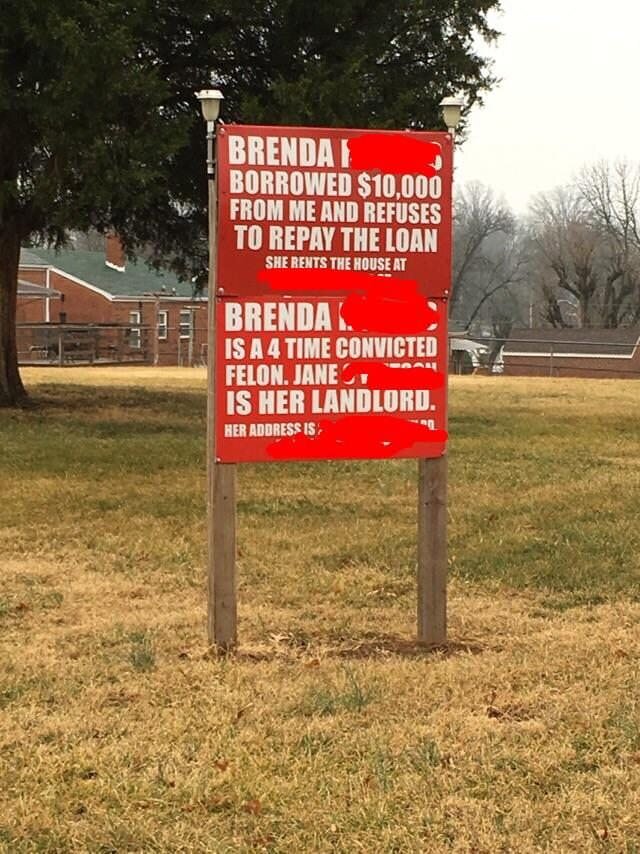 BRENDA
BORROWED $10,000
FROM ME AND REFUSES
TO REPAY THE LOAN
SHE RENTS THE HOUSE AT
BRENDA
IS A 4 TIME CONVICTED
FELON. JANE
IS HER LANDLORD.
HER ADDRESS IS